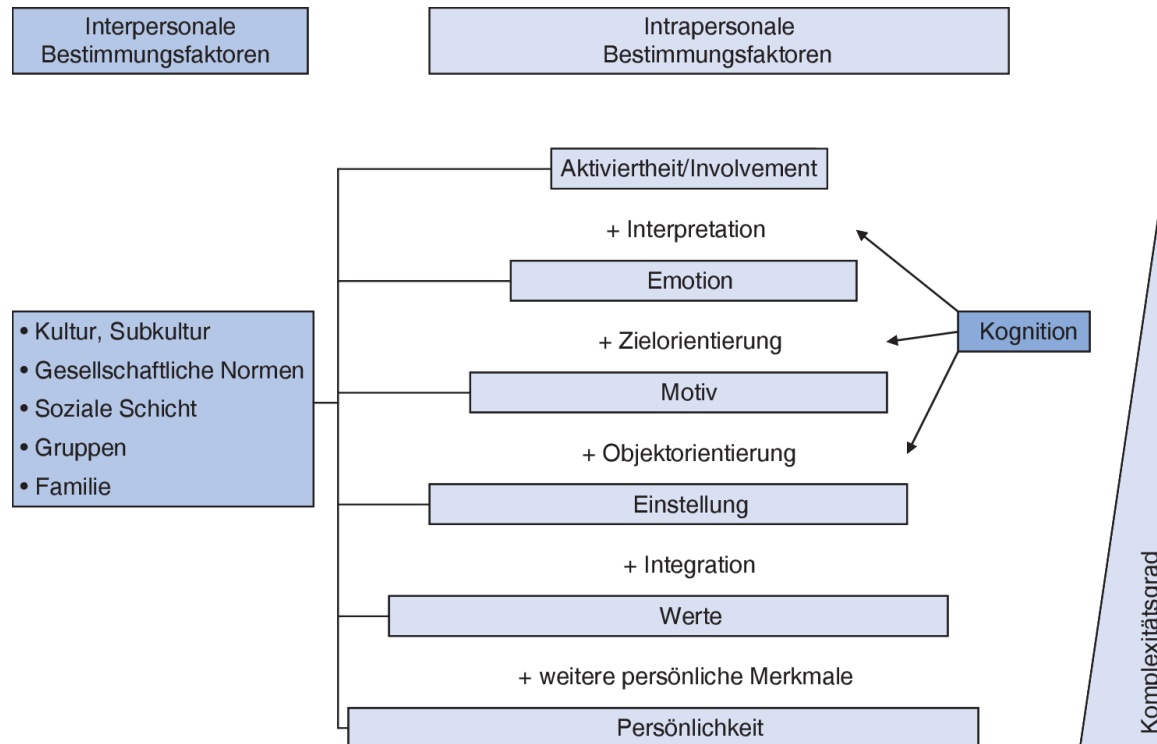 Interpersonale
Bestimmungsfaktoren
Intrapersonale
Bestimmungsfaktoren
Aktiviertheit/Involvement
+ Interpretation
Emotion
+ Zielorientierung
Motiv
+ Objektorientierung
Einstellung
+ Integration
Werte
+ weitere persönliche Merkmale
Persönlichkeit
• Kultur, Subkultur
• Gesellschaftliche Normen
• Soziale Schicht
• Gruppen
• Familie
Kognition
Komplexitätsgrad